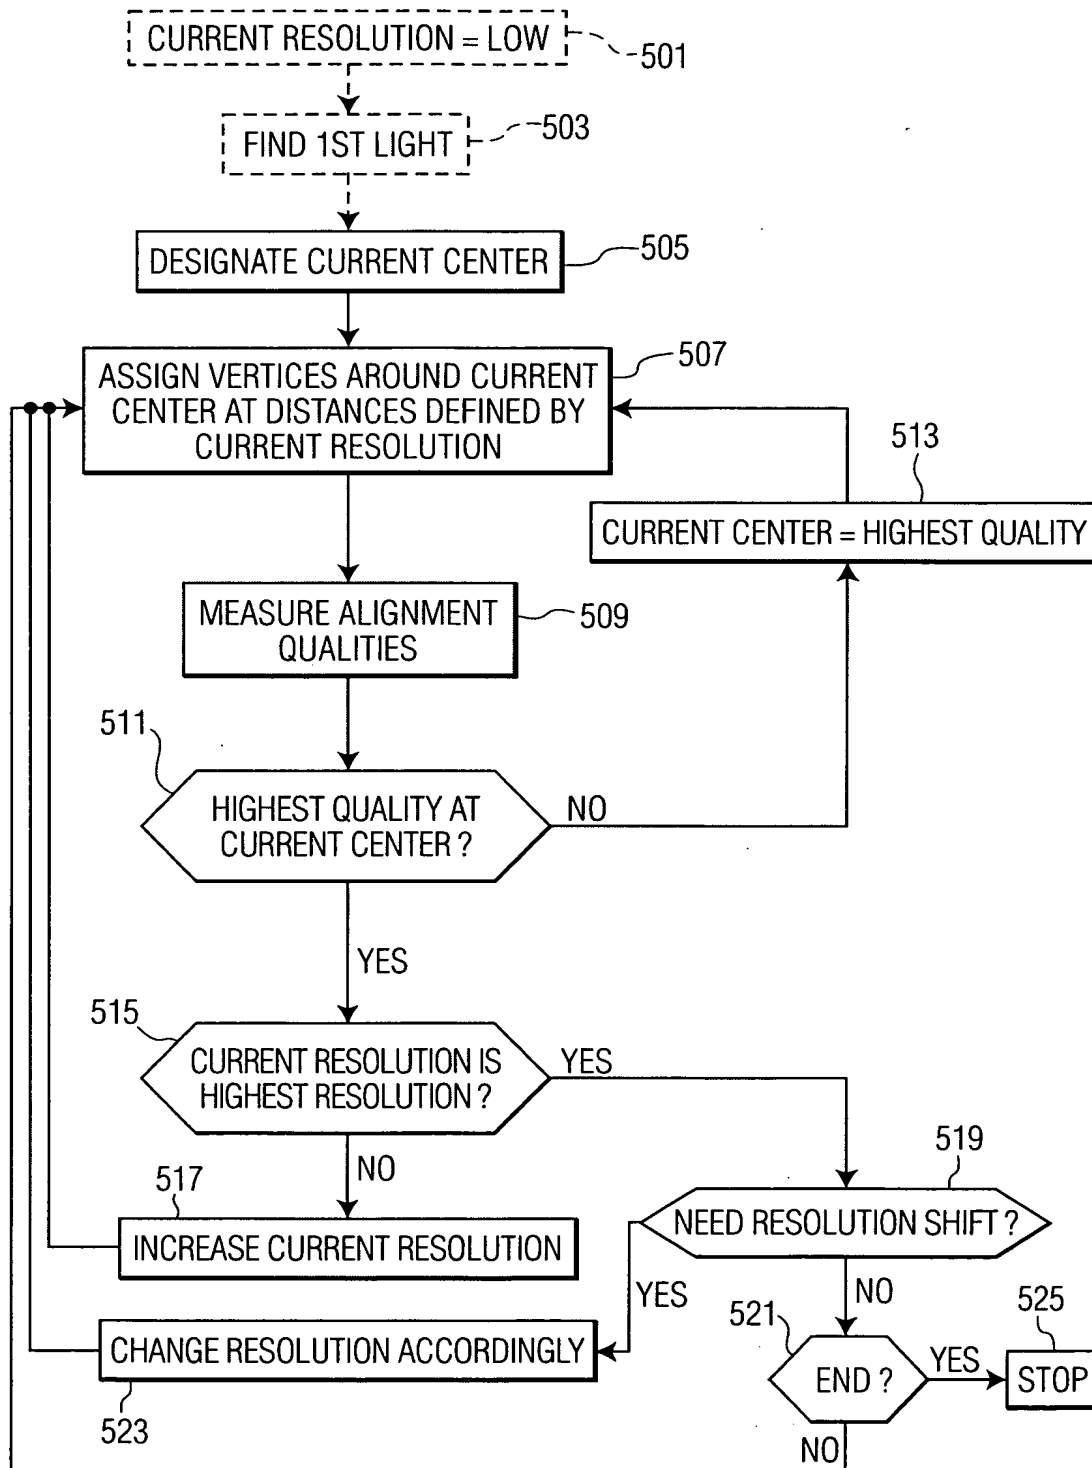 CURRENT RESOLUTION = LOW
501
FIND 1ST LIGHT
503
DESIGNATE CURRENT CENTER
505
ASSIGN VERTICES AROUND CURRENT
CENTER AT DISTANCES DEFINED BY
CURRENT RESOLUTION
507
513
CURRENT CENTER = HIGHEST QUALITY
MEASURE ALIGNMENT
QUALITIES
509
511
HIGHEST QUALITY AT
CURRENT CENTER ?
NO
YES
515
CURRENT RESOLUTION IS
HIGHEST RESOLUTION ?
YES
NO
517
INCREASE CURRENT RESOLUTION
519
NEED RESOLUTION SHIFT ?
YES
NO
CHANGE RESOLUTION ACCORDINGLY
523
521
END ?
YES
525
STOP
NO